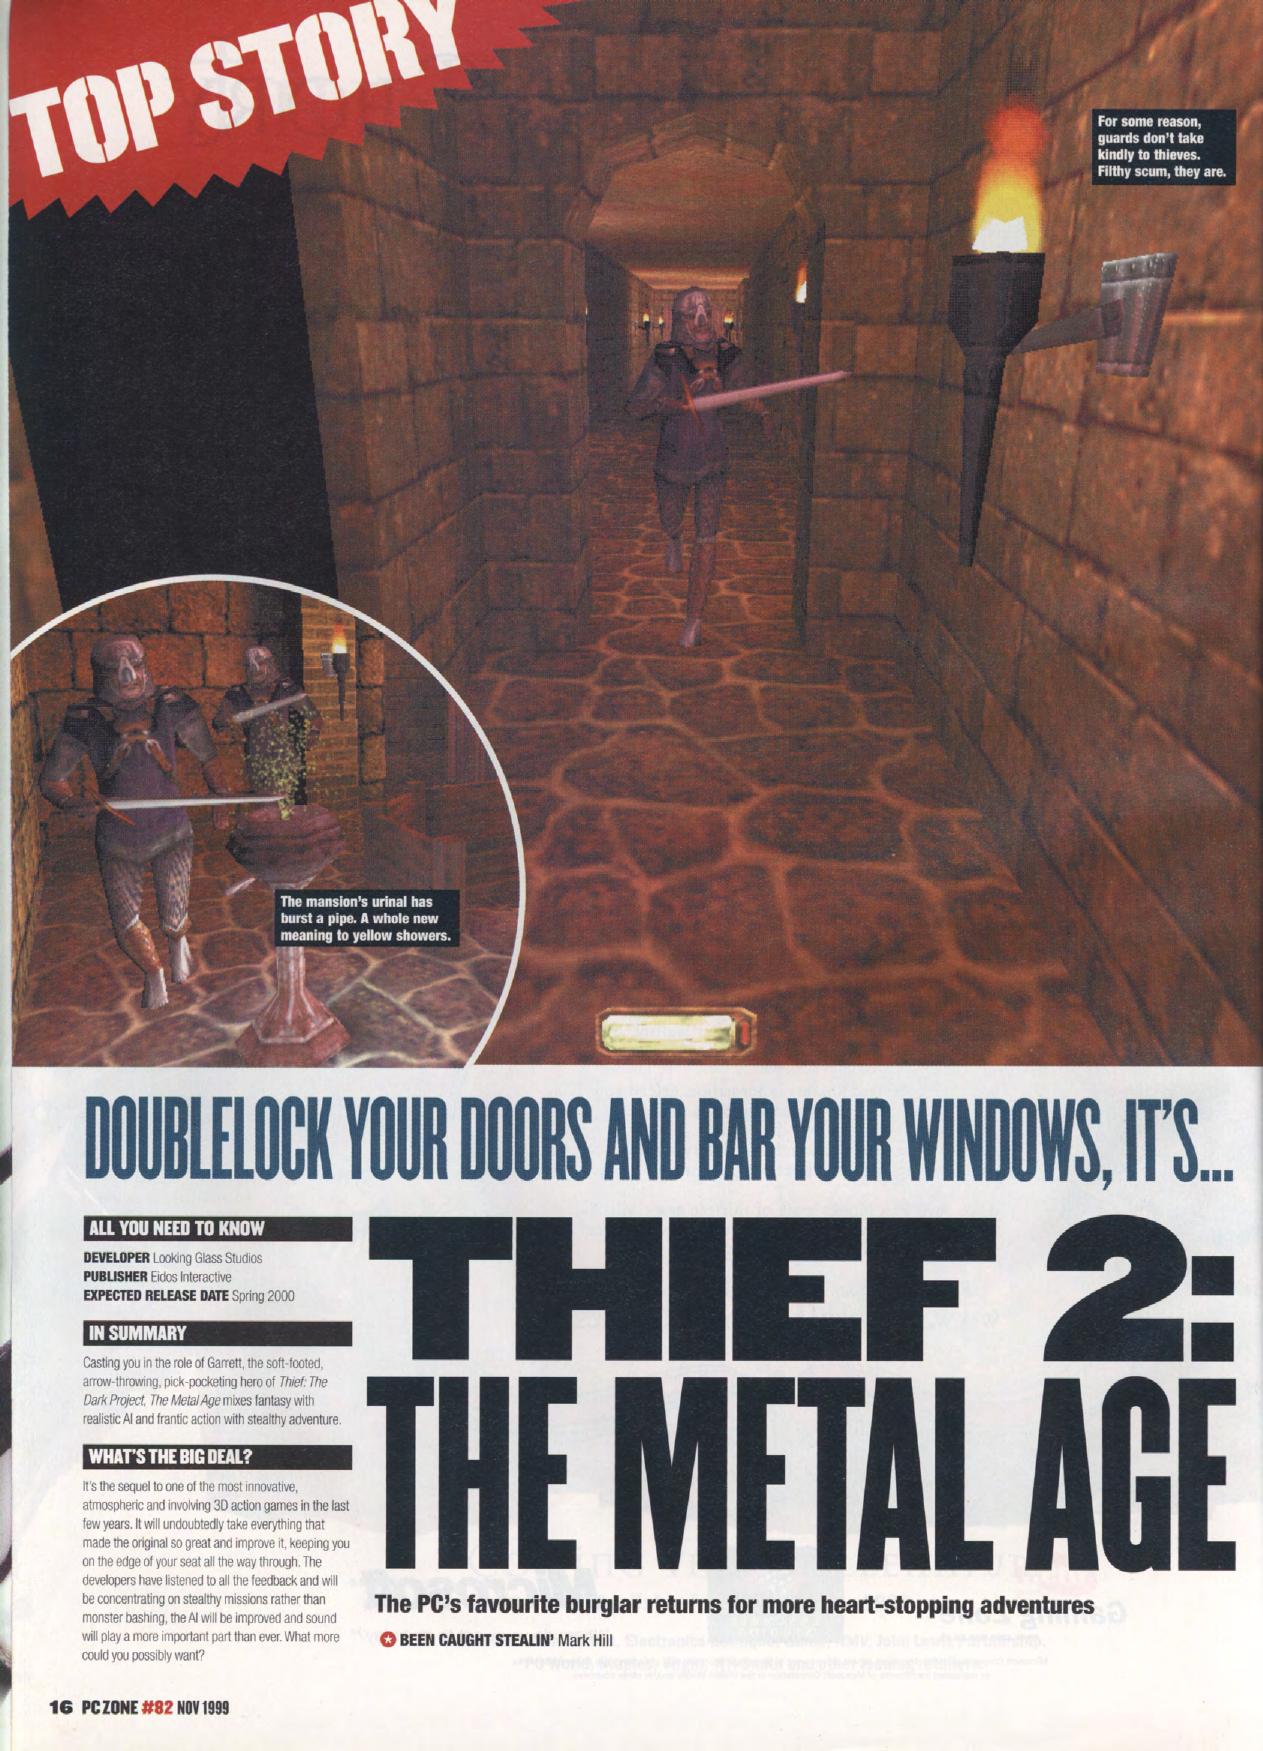 TOP STORY
For some reason,
guards don't take
kindly to thieves.
Filthy scum, they are.
The mansion's urinal has
burst a pipe. A whole new
meaning to yellow showers.
DOUBLELOCK YOUR DOORS AND BAR YOUR WINDOWS, IT'S...
THIEF 2:
THE METAL AGE
The PC's favourite burglar returns for more heart-stopping adventures
BEEN CAUGHT STEALIN' Mark Hill
ALL YOU NEED TO KNOW
DEVELOPER Looking Glass Studios
PUBLISHER Eidos Interactive
EXPECTED RELEASE DATE Spring 2000
IN SUMMARY
Casting you in the role of Garrett, the soft-footed,
arrow-throwing, pick-pocketing hero of Thief: The
Dark Project, The Metal Age mixes fantasy with
realistic AI and frantic action with stealthy adventure.
WHAT'S THE BIG DEAL?
It's the sequel to one of the most innovative,
atmospheric and involving 3D action games in the last
few years. It will undoubtedly take everything that
made the original so great and improve it, keeping you
on the edge of your seat all the way through. The
developers have listened to all the feedback and will
be concentrating on stealthy missions rather than
monster bashing, the AI will be improved and sound
will play a more important part than ever. What more
could you possibly want?
16 PC ZONE #82 NOV 1999